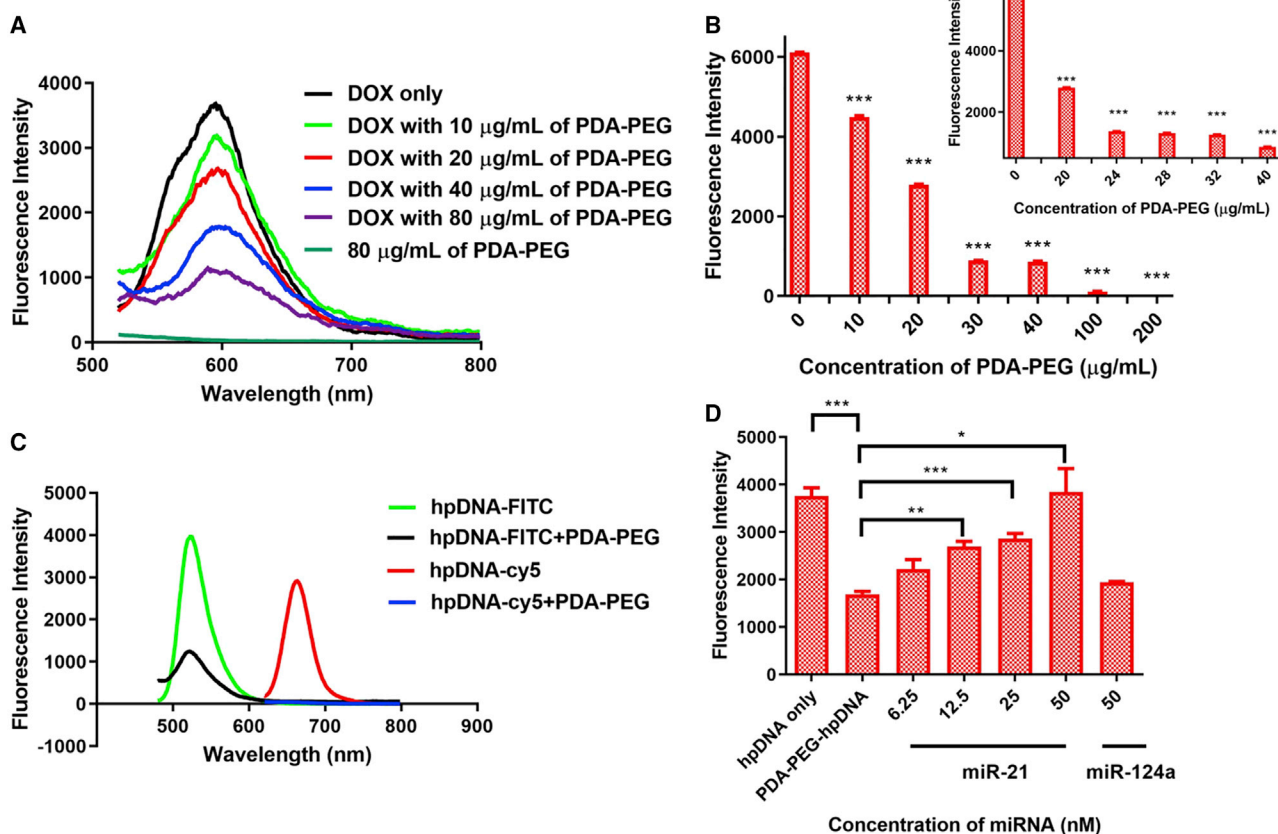 A
4000
3000
2000
1000
0
500
600
700
800
Fluorescence Intensity
Wavelength (nm)
DOX only
DOX with 10 μg/mL of PDA-PEG
DOX with 20 μg/mL of PDA-PEG
DOX with 40 μg/mL of PDA-PEG
DOX with 80 μg/mL of PDA-PEG
80 μg/mL of PDA-PEG
B
6000
4000
2000
0
Fluorescence Intensity
***
***
***
***
***
***
0
10
20
30
40
100
200
Concentration of PDA-PEG (μg/mL)
Fluorescence Intensi
4000
2000
***
***
***
***
***
0
20
24
28
32
40
Concentration of PDA-PEG (μg/mL)
C
5000
4000
3000
2000
1000
0
-1000
500
600
700
800
900
Fluorescence Intensity
Wavelength (nm)
hpDNA-FITC
hpDNA-FITC+PDA-PEG
hpDNA-cy5
hpDNA-cy5+PDA-PEG
D
5000
4000
3000
2000
1000
0
Fluorescence Intensity
***
*
***
**
hpDNA only
PDA-PEG-hpDNA
6.25
12.5
25
50
50
miR-21
miR-124a
Concentration of miRNA (nM)